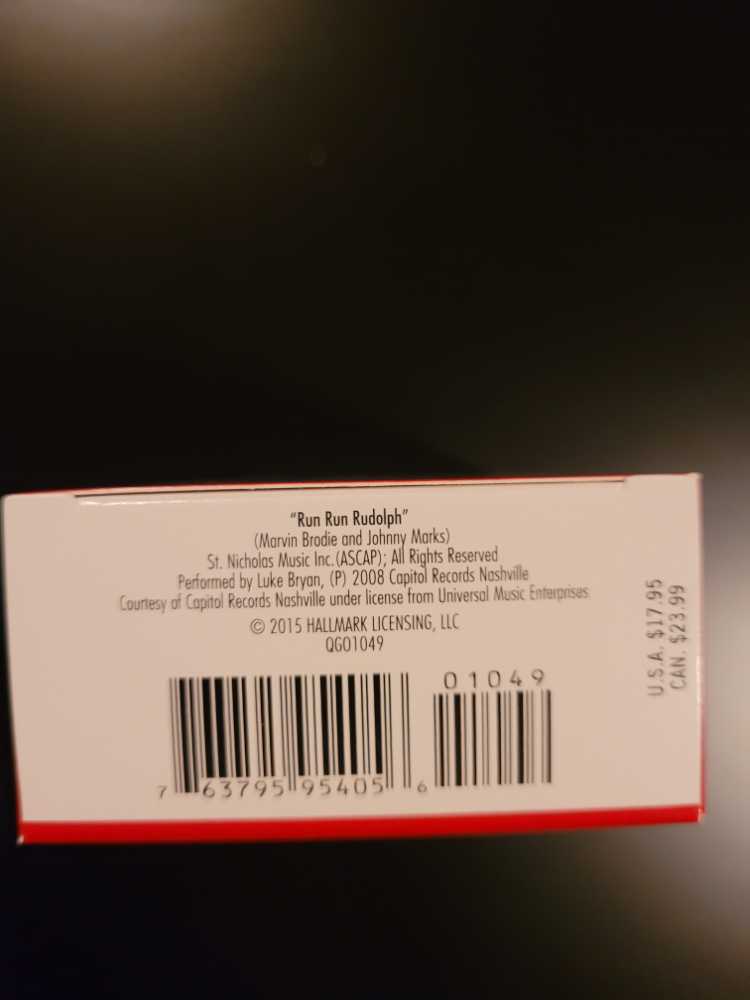 "Run Run Rudolph"
(Marvin Brodie and Johnny Marks)
St. Nicholas Music Inc. (ASCAP); All Rights Reserved
Performed by Luke Bryan, (P) 2008 Capitol Records Nashville
Courtesy of Capitol Records Nashville under license from Universal Music Enterprises
© 2015 HALLMARK LICENSING, LLC
QGO1049
01049
7 63795 95405 6
U.S.A. $17.95
CAN. $23.99